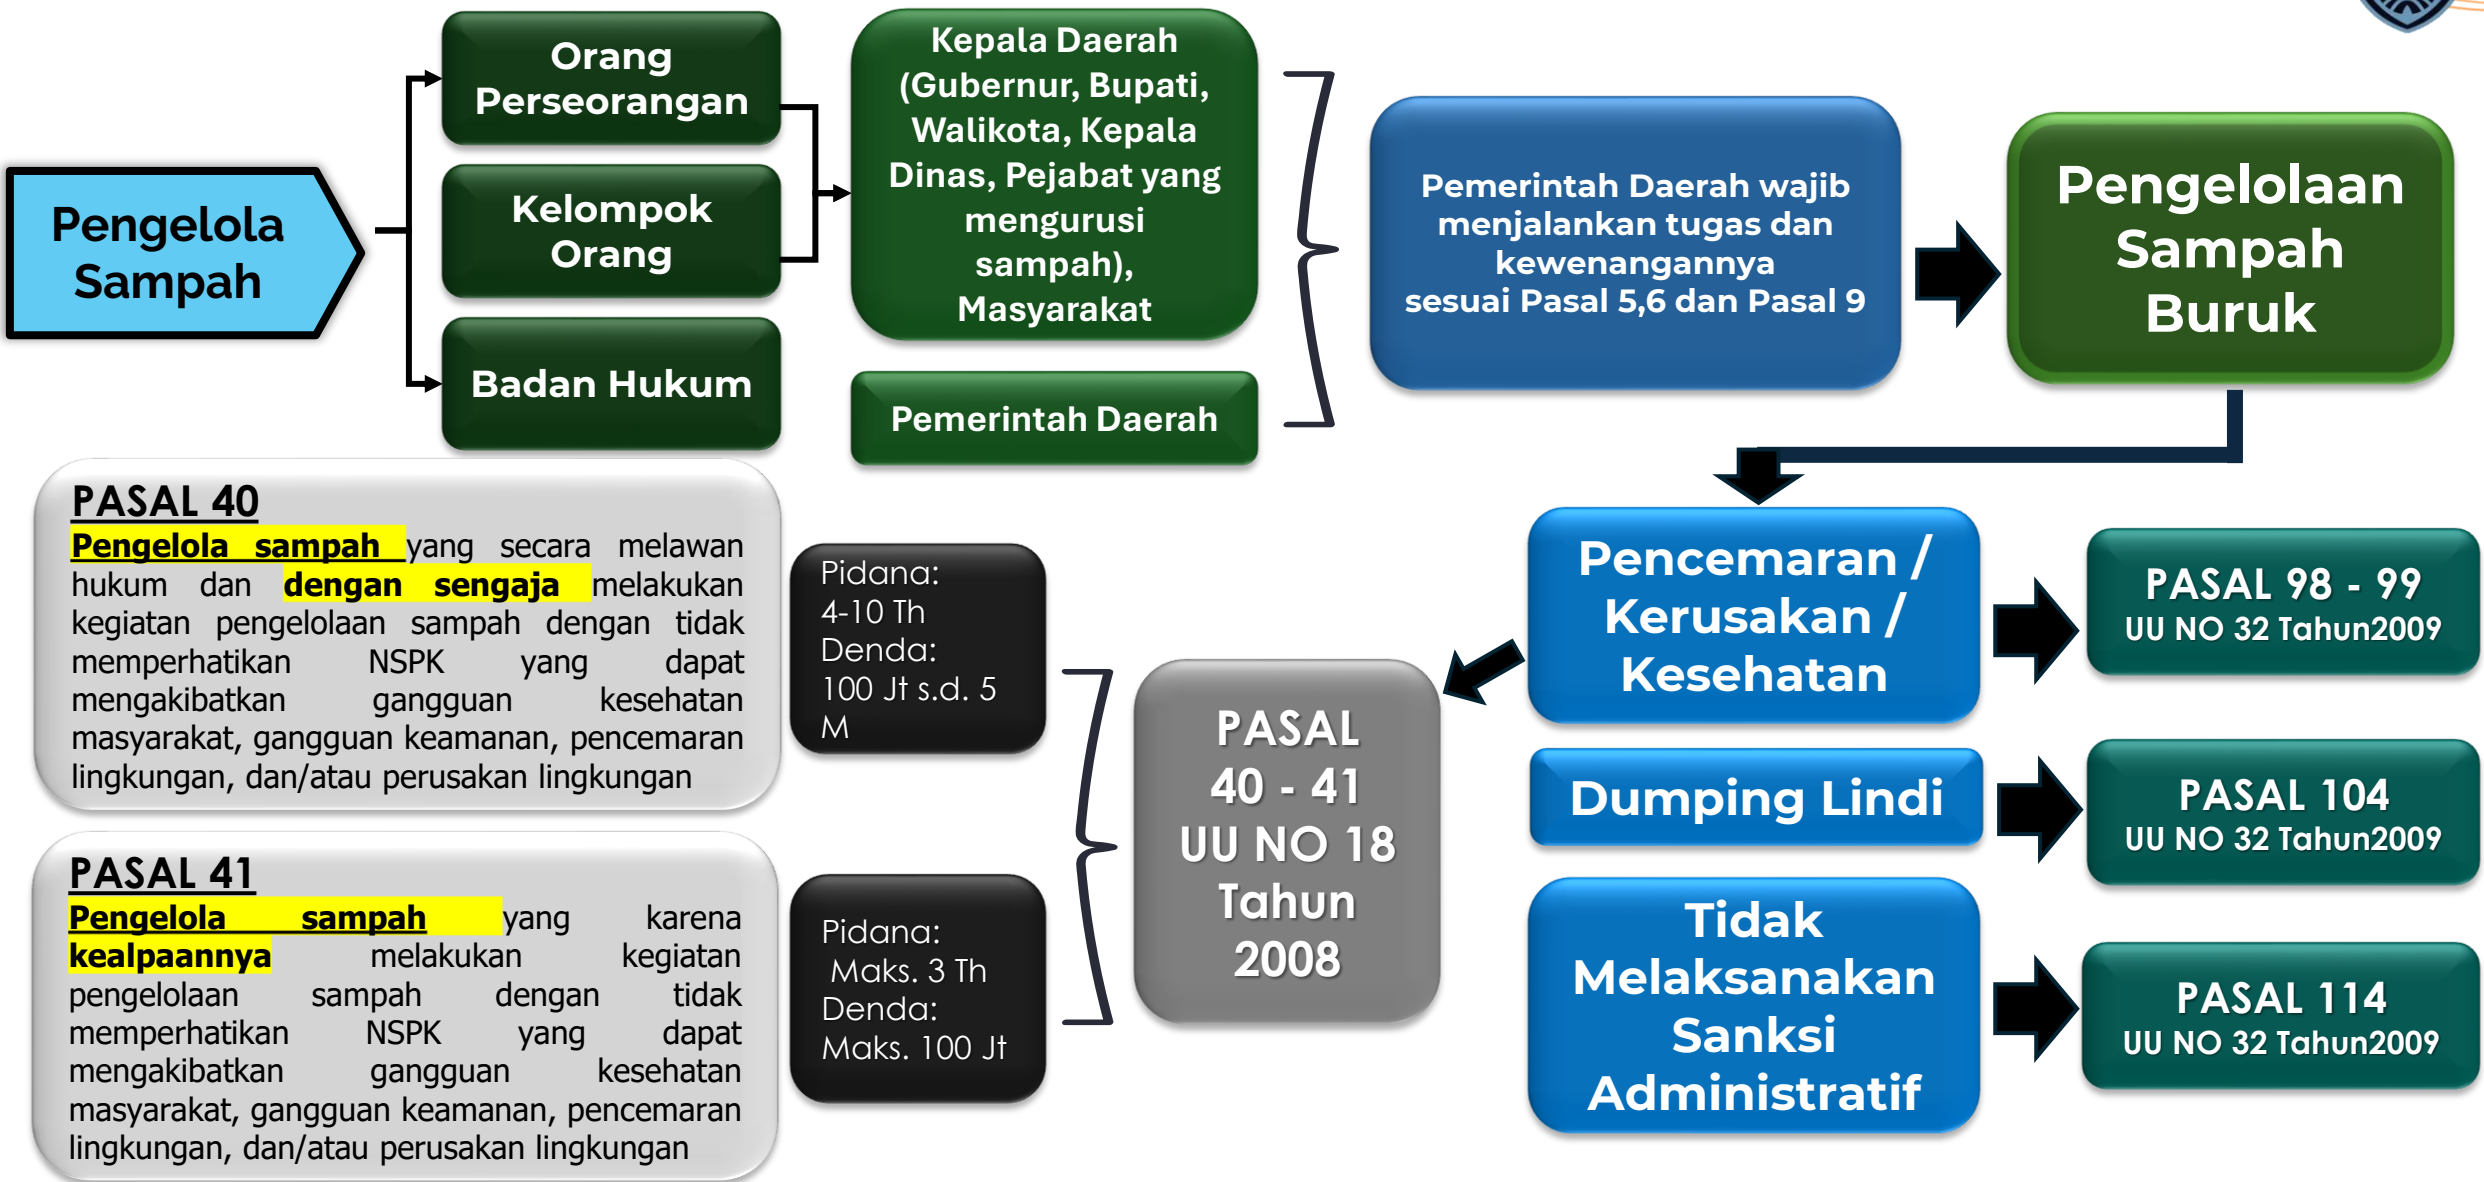 Pengelola
Sampah
Orang
Perseorangan
Kelompok
Orang
Badan Hukum
Kepala Daerah
(Gubernur, Bupati,
Walikota, Kepala
Dinas, Pejabat yang
mengurusi
sampah),
Masyarakat
Pemerintah Daerah
Pemerintah Daerah wajib
menjalankan tugas dan
kewenangannya
sesuai Pasal 5,6 dan Pasal 9
Pengelolaan
Sampah
Buruk
PASAL 40
Pengelola sampah yang secara melawan
hukum dan dengan sengaja melakukan
kegiatan pengelolaan sampah dengan tidak
memperhatikan NSPK yang dapat
mengakibatkan gangguan kesehatan
masyarakat, gangguan keamanan, pencemaran
lingkungan, dan/atau perusakan lingkungan
Pidana:
4-10 Th
Denda:
100 Jt s.d. 5
M
PASAL 41
Pengelola sampah yang karena
kealpaannya melakukan kegiatan
pengelolaan sampah dengan tidak
memperhatikan NSPK yang dapat
mengakibatkan gangguan kesehatan
masyarakat, gangguan keamanan, pencemaran
lingkungan, dan/atau perusakan lingkungan
Pidana:
Maks. 3 Th
Denda:
Maks. 100 Jt
PASAL
40 - 41
UU NO 18
Tahun
2008
Pencemaran /
Kerusakan /
Kesehatan
PASAL 98 - 99
UU NO 32 Tahun2009
Dumping Lindi
PASAL 104
UU NO 32 Tahun2009
Tidak
Melaksanakan
Sanksi
Administratif
PASAL 114
UU NO 32 Tahun2009